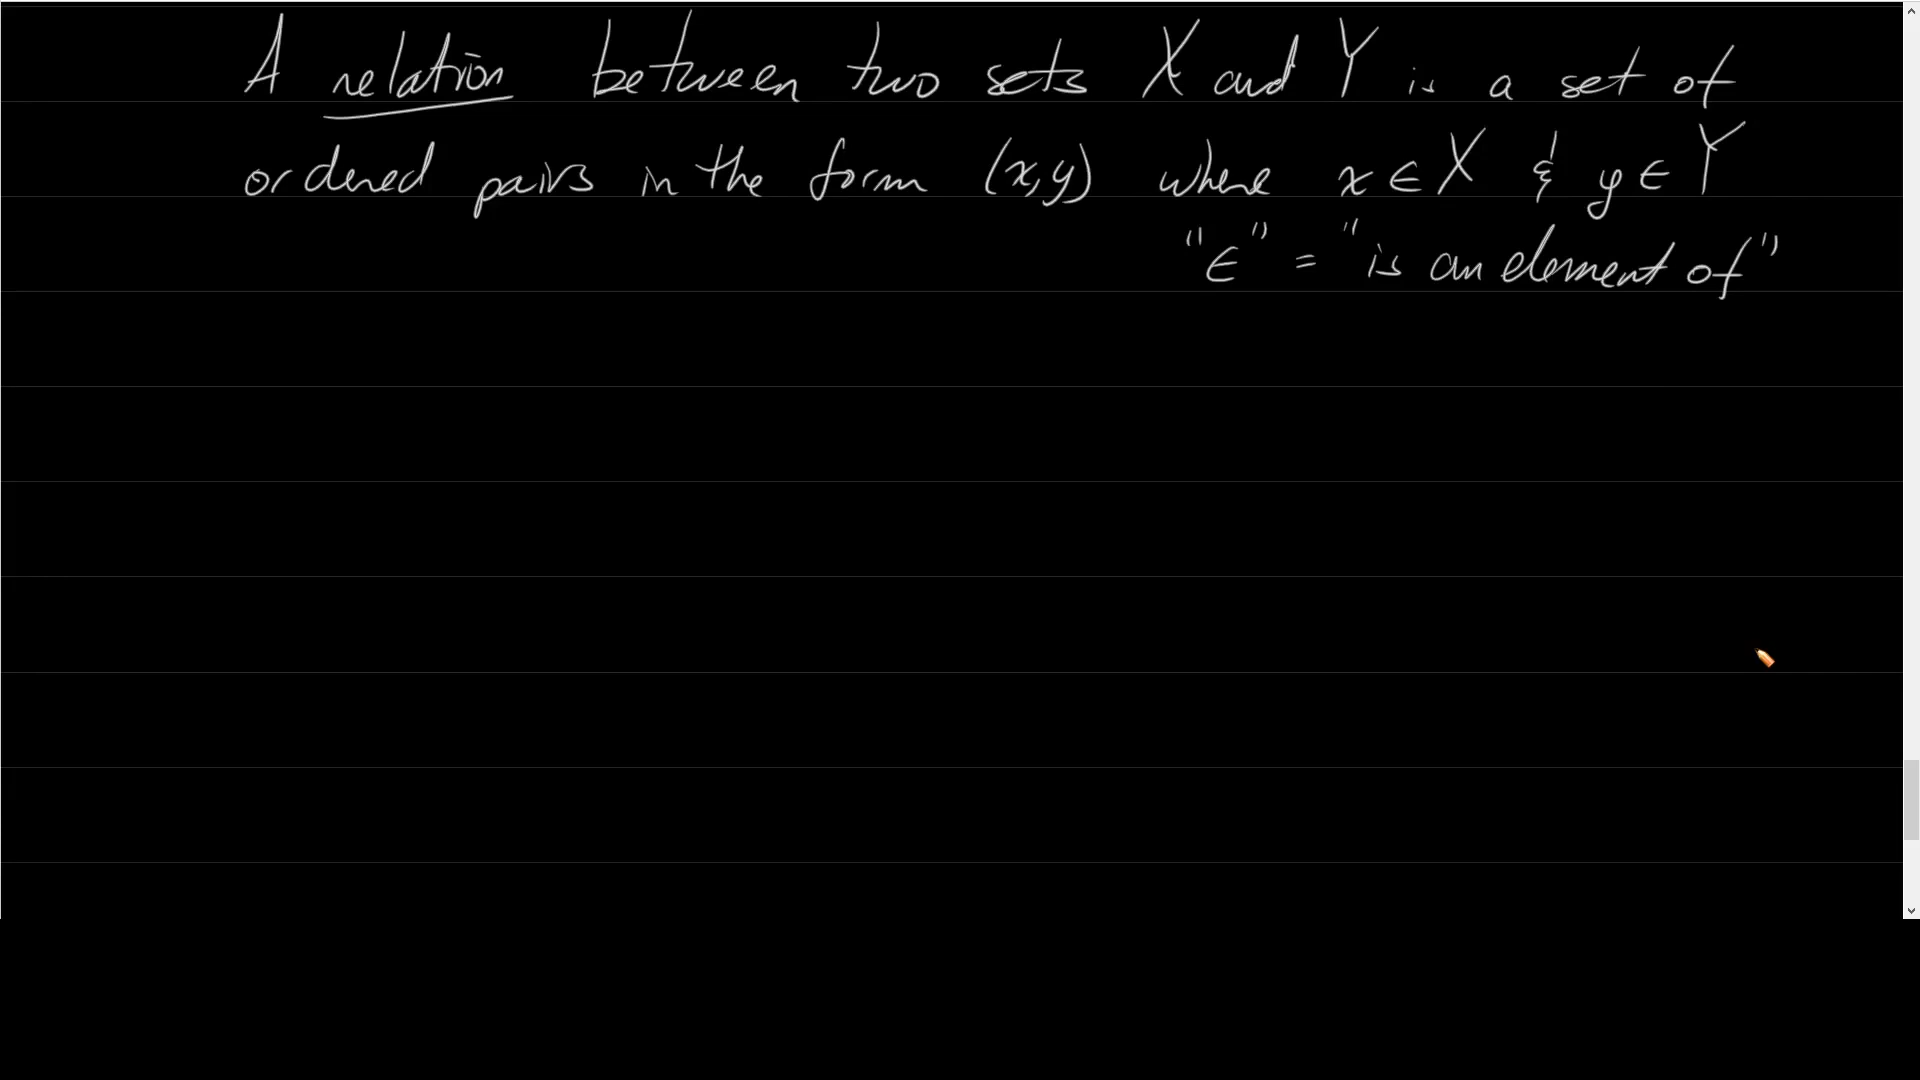 A relation between two sets X and Y is a set of
ordered pairs in the form (x,y) where x ∈ X & y ∈ Y
"∈" = "is an element of"